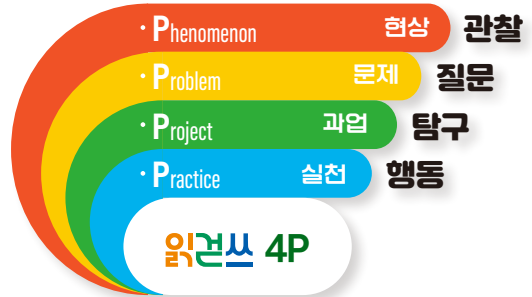 · Phenomenon 현상 관찰
· Problem 문제 질문
· Project 과업 탐구
· Practice 실천 행동
읽걷쓰 4P